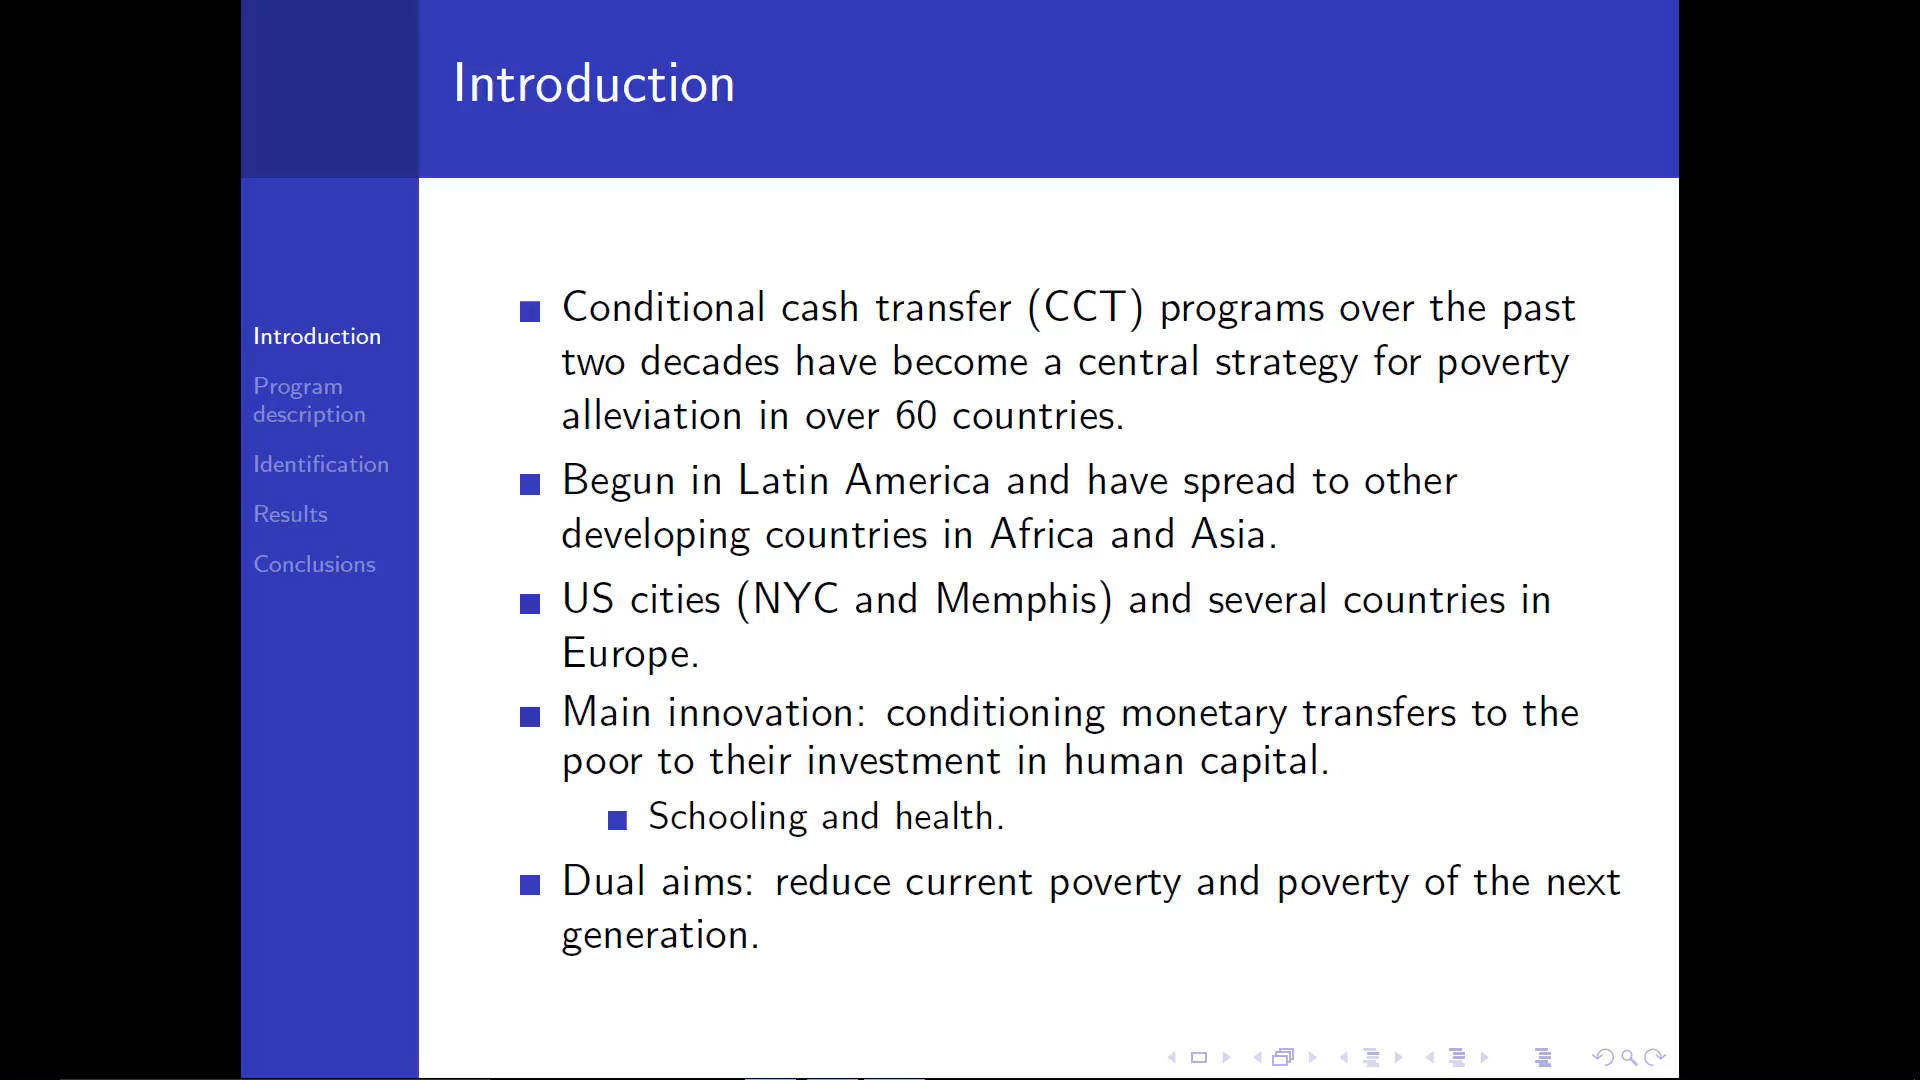 Introduction
Introduction
Program
description
Identification
Results
Conclusions
Conditional cash transfer (CCT) programs over the past
two decades have become a central strategy for poverty
alleviation in over 60 countries.
Begun in Latin America and have spread to other
developing countries in Africa and Asia.
US cities (NYC and Memphis) and several countries in
Europe.
Main innovation: conditioning monetary transfers to the
poor to their investment in human capital.
Schooling and health.
Dual aims: reduce current poverty and poverty of the next
generation.